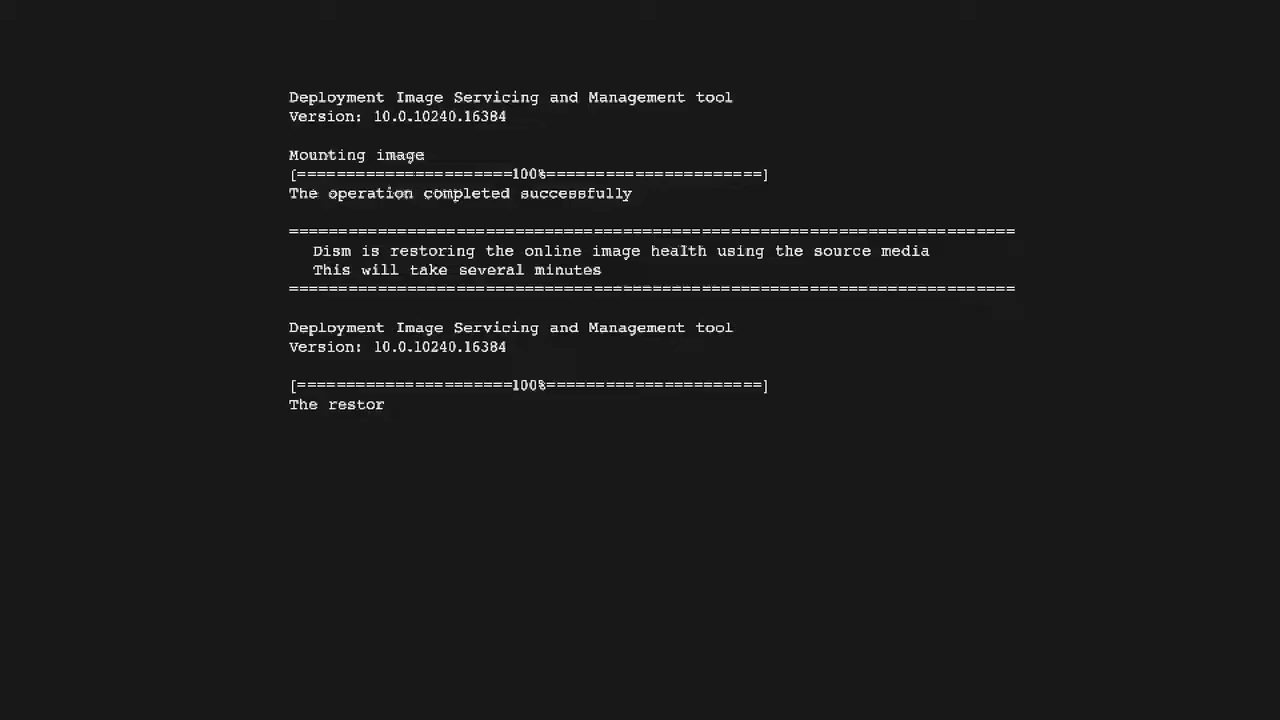 Deployment Image Servicing and Management tool
Version: 10.0.10240.16384
Mounting image
[======================100%======================]
The operation completed successfully
==========================================================================
Dism is restoring the online image health using the source media
This will take several minutes
==========================================================================
Deployment Image Servicing and Management tool
Version: 10.0.10240.16384
[======================100%======================]
The restor